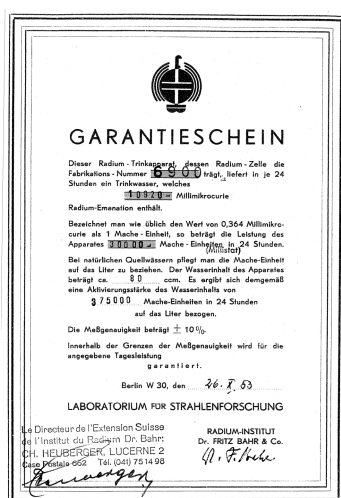 GARANTIESCHEIN
Dieser Radium-Trinkapparat, dessen Radium-Zelle die
Fabrikations-Nummer 6900 trägt, liefert in je 24
Stunden ein Trinkwasser, welches
10920.- Millimikrocurie
Radium-Emanation enthält.
Bezeichnet man wie üblich den Wert von 0,364 Millimikro-
curie als 1 Mache-Einheit, so beträgt die Leistung des
Apparates 30000.- Mache-Einheiten in 24 Stunden.
(Millistat)
Bei natürlichen Quellwässern pflegt man die Mache-Einheit
auf das Liter zu beziehen. Der Wasserinhalt des Apparates
beträgt ca. 80 ccm. Es ergibt sich demgemäß
eine Aktivierungsstärke des Wasserinhalts von
375000 Mache-Einheiten in 24 Stunden
auf das Liter bezogen.
Die Meßgenauigkeit beträgt ± 10%.
Innerhalb der Grenzen der Meßgenauigkeit wird für die
angegebene Tagesleistung
garantiert.
Berlin W 30, den 26. X. 53
LABORATORIUM FÜR STRAHLENFORSCHUNG
Le Directeur de l'Extension Suisse
de l'Institut du Radium Dr. Bahr:
CH. HEUBERGER, LUCERNE 2
Case Postale 662 Tél. (041) 75 14 98
RADIUM-INSTITUT
Dr. FRITZ BAHR & Co.